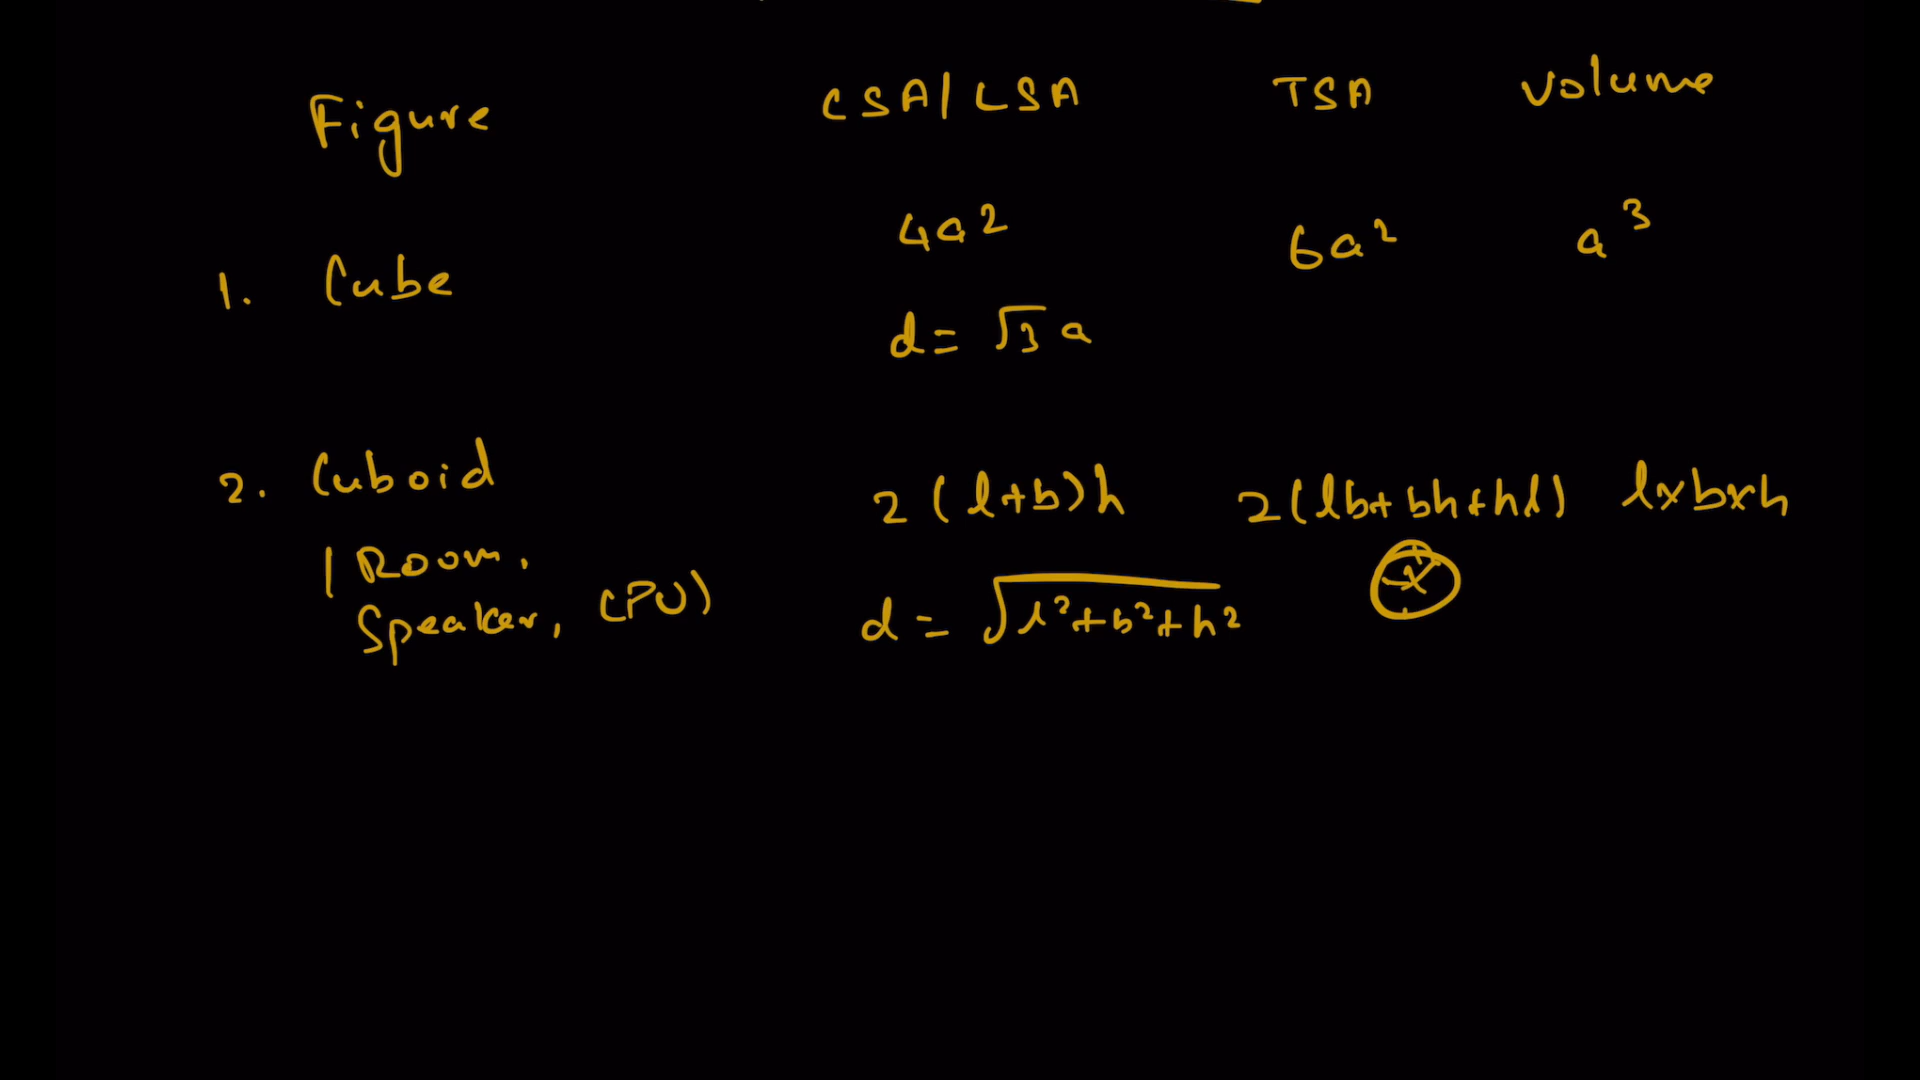 Figure CSA/LSA TSA Volume
1. Cube 4a² 6a² a³
d = √3 a
2. Cuboid 2(l+b)h 2(lb+bh+hl) l×b×h
(Room,
Speaker, CPU)
d = √l²+b²+h²